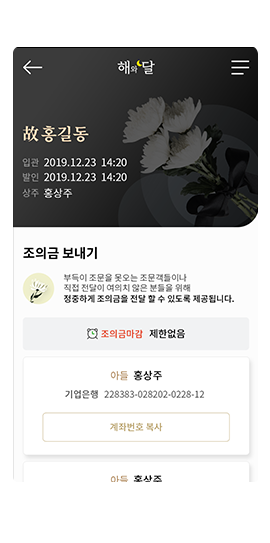 해와달
故홍길동
입관 2019.12.23 14:20
발인 2019.12.23 14:20
상주 홍상주
조의금 보내기
부득이 조문을 못오는 조문객들이나
직접 전달이 여의치 않은 분들을 위해
정중하게 조의금을 전달 할 수 있도록 제공됩니다.
조의금마감 제한없음
아들 홍상주
기업은행 228383-028202-0228-12
계좌번호 복사
아들 홍상주